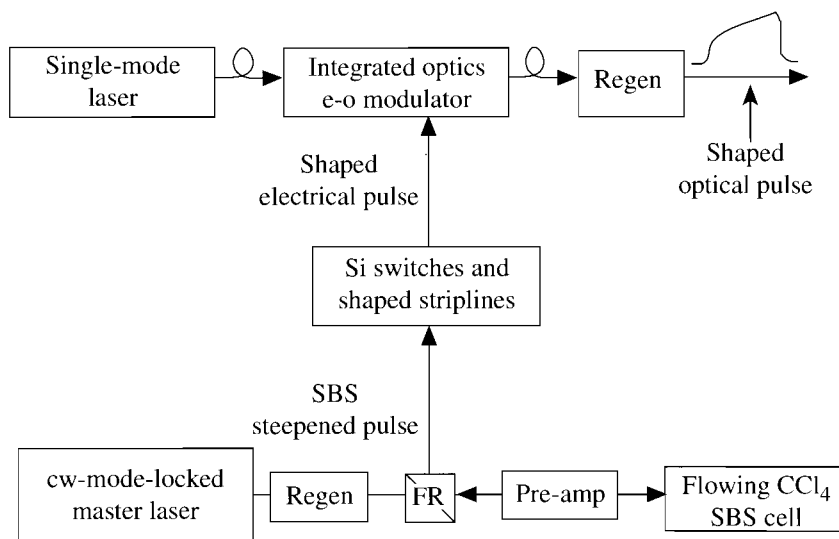 Single-mode
laser
Integrated optics
e-o modulator
Regen
Shaped
optical pulse
Shaped
electrical pulse
Si switches and
shaped striplines
SBS
steepened pulse
cw-mode-locked
master laser
Regen
FR
Pre-amp
Flowing CCl₄
SBS cell